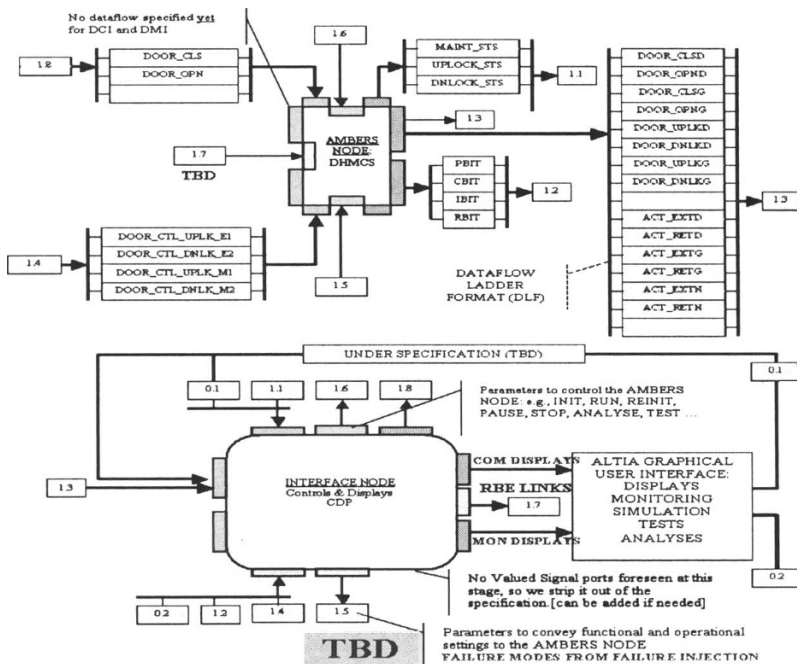 No dataflow specified yet
for DCI and DMI
1.6
1.8
DOOR_CLS
DOOR_OPN
MAINT_STS
UPLOCK_STS
DNLOCK_STS
1.1
DOOR_CLSD
DOOR_OPND
DOOR_CLSG
DOOR_OPNG
DOOR_UPLKD
DOOR_DNLKD
DOOR_UPLKG
DOOR_DNLKG
ACT_EXTD
ACT_RETD
ACT_EXTG
ACT_RETG
ACT_EXTN
ACT_RETN
1.3
1.3
AMBERS
NODE:
DHMCS
1.7
TBD
PBIT
CBIT
IBIT
RBIT
1.2
1.4
DOOR_CTL_UPLK_E1
DOOR_CTL_DNLK_E2
DOOR_CTL_UPLK_M1
DOOR_CTL_DNLK_M2
1.5
DATAFLOW
LADDER
FORMAT (DLF)
UNDER SPECIFICATION (TBD)
0.1
1.1
1.6
1.8
0.1
Parameters to control the AMBERS
NODE: e.g., INIT, RUN, REINIT,
PAUSE, STOP, ANALYSE, TEST ...
1.3
INTERFACE NODE
Controls & Displays
CDP
COM DISPLAYS
RBE LINKS
1.7
MON DISPLAYS
ALTIA GRAPHICAL
USER INTERFACE:
DISPLAYS
MONITORING
SIMULATION
TESTS
ANALYSES
0.2
0.2
1.2
1.4
1.5
No Valued Signal ports foreseen at this
stage, so we strip it out of the
specification.[can be added if needed]
TBD
Parameters to convey functional and operational
settings to the AMBERS NODE
FAILURE MODES FROM FAILURE INJECTION